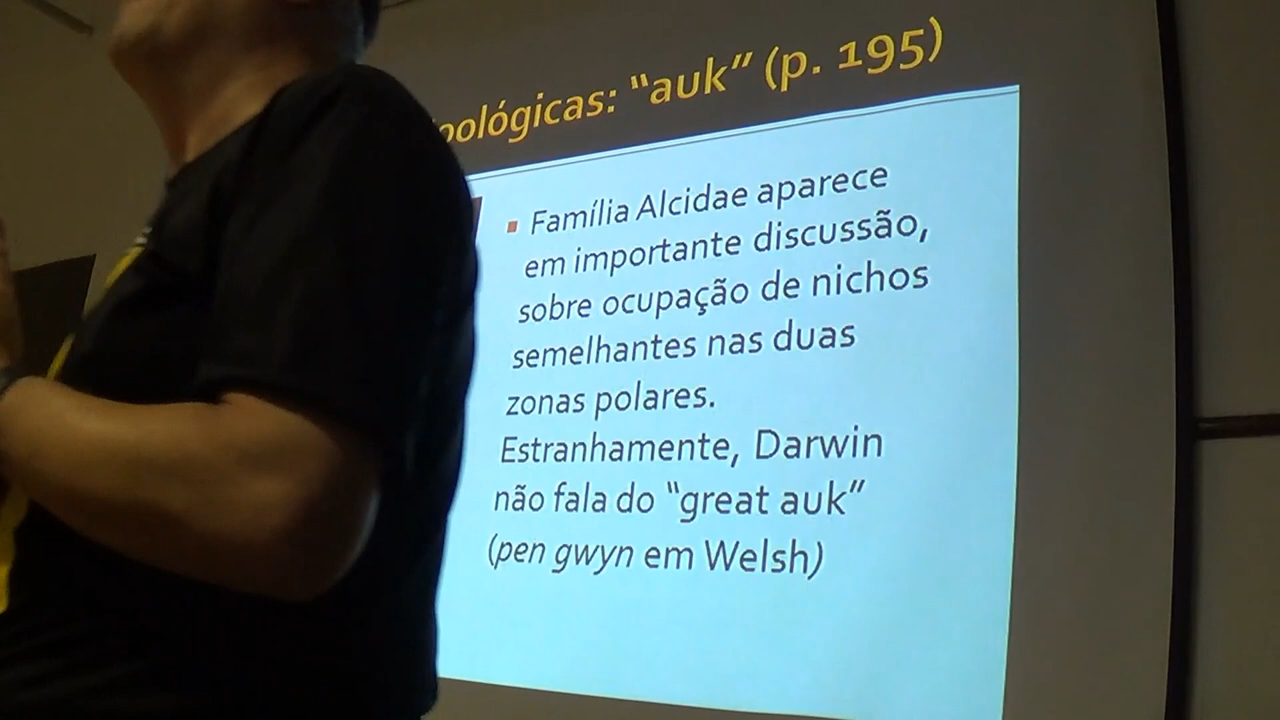 oológicas: “auk” (p. 195)
Família Alcidae aparece
em importante discussão,
sobre ocupação de nichos
semelhantes nas duas
zonas polares.
Estranhamente, Darwin
não fala do “great auk”
(pen gwyn em Welsh)